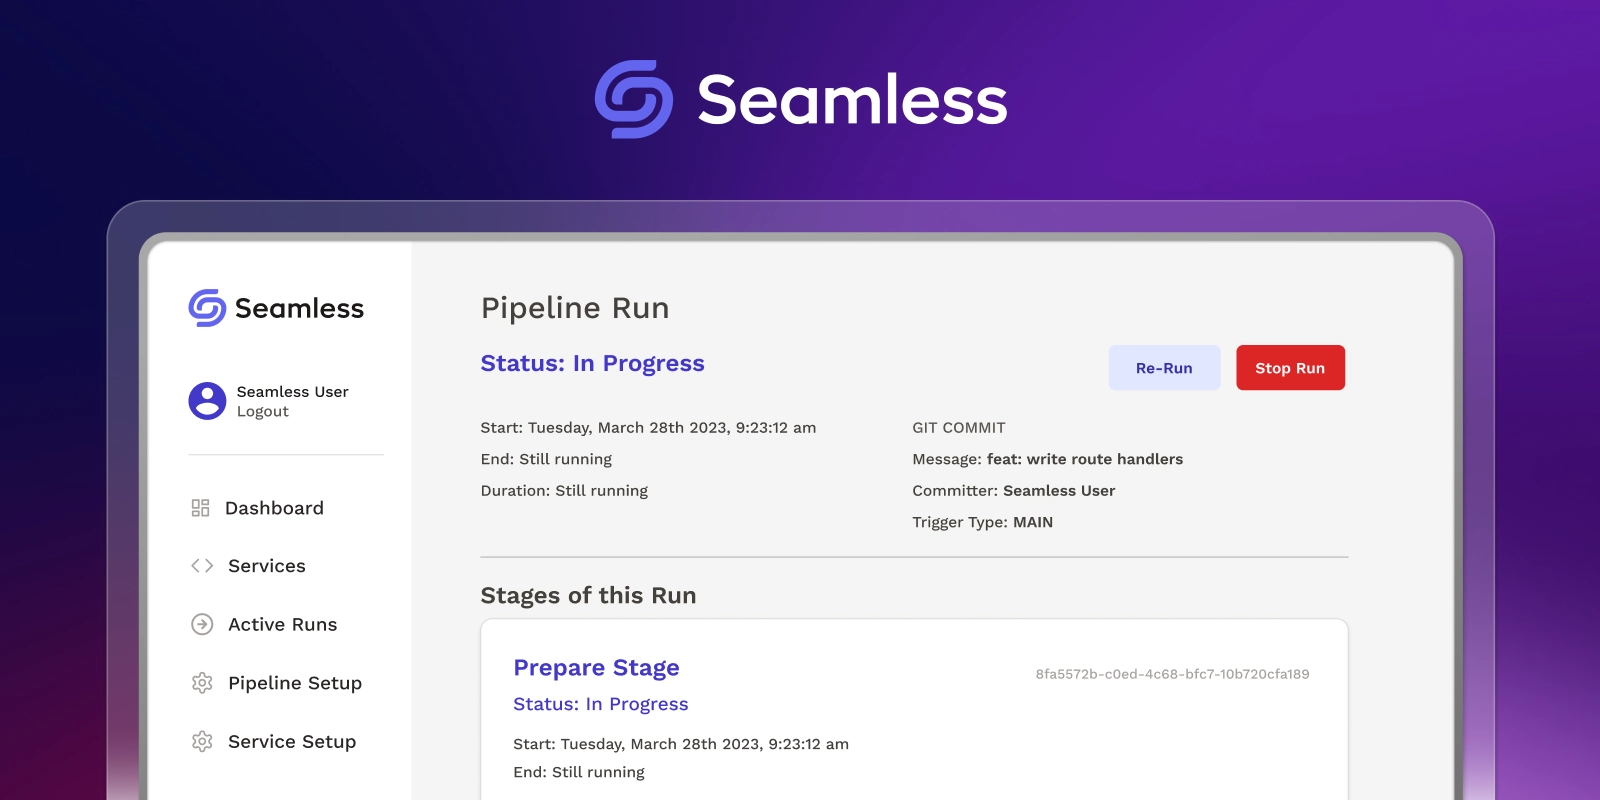 Seamless
Seamless
Seamless User
Logout
Dashboard
Services
Active Runs
Pipeline Setup
Service Setup
Pipeline Run
Status: In Progress
Re-Run
Stop Run
Start: Tuesday, March 28th 2023, 9:23:12 am
End: Still running
Duration: Still running
GIT COMMIT
Message: feat: write route handlers
Committer: Seamless User
Trigger Type: MAIN
Stages of this Run
Prepare Stage
8fa5572b-c0ed-4c68-bfc7-10b720cfa189
Status: In Progress
Start: Tuesday, March 28th 2023, 9:23:12 am
End: Still running